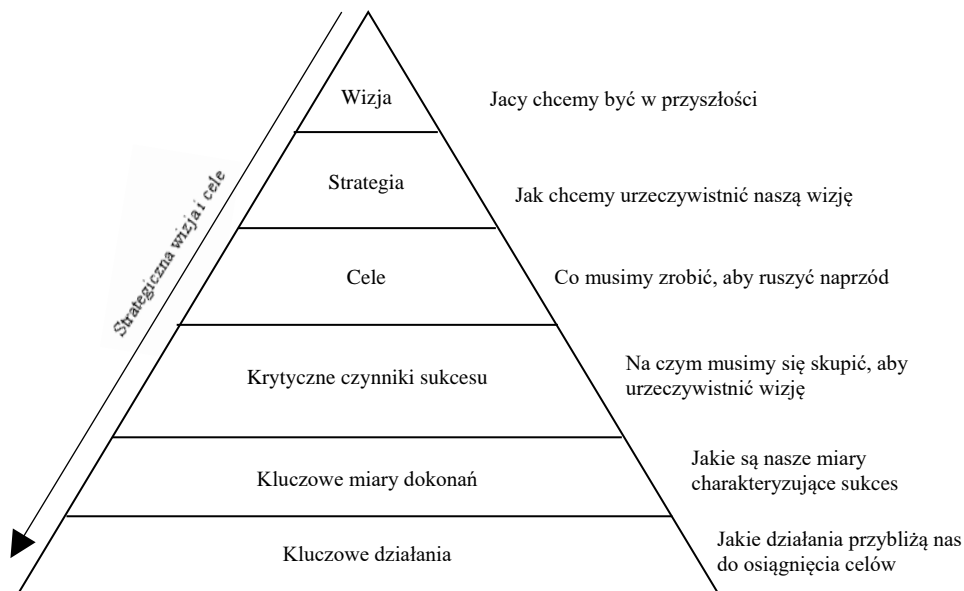 Wizja
Jacy chcemy być w przyszłości
Strategia
Jak chcemy urzeczywistnić naszą wizję
Strategiczna wizja i cele
Cele
Co musimy zrobić, aby ruszyć naprzód
Krytyczne czynniki sukcesu
Na czym musimy się skupić, aby
urzeczywistnić wizję
Kluczowe miary dokonań
Jakie są nasze miary
charakteryzujące sukces
Kluczowe działania
Jakie działania przybliżą nas
do osiągnięcia celów